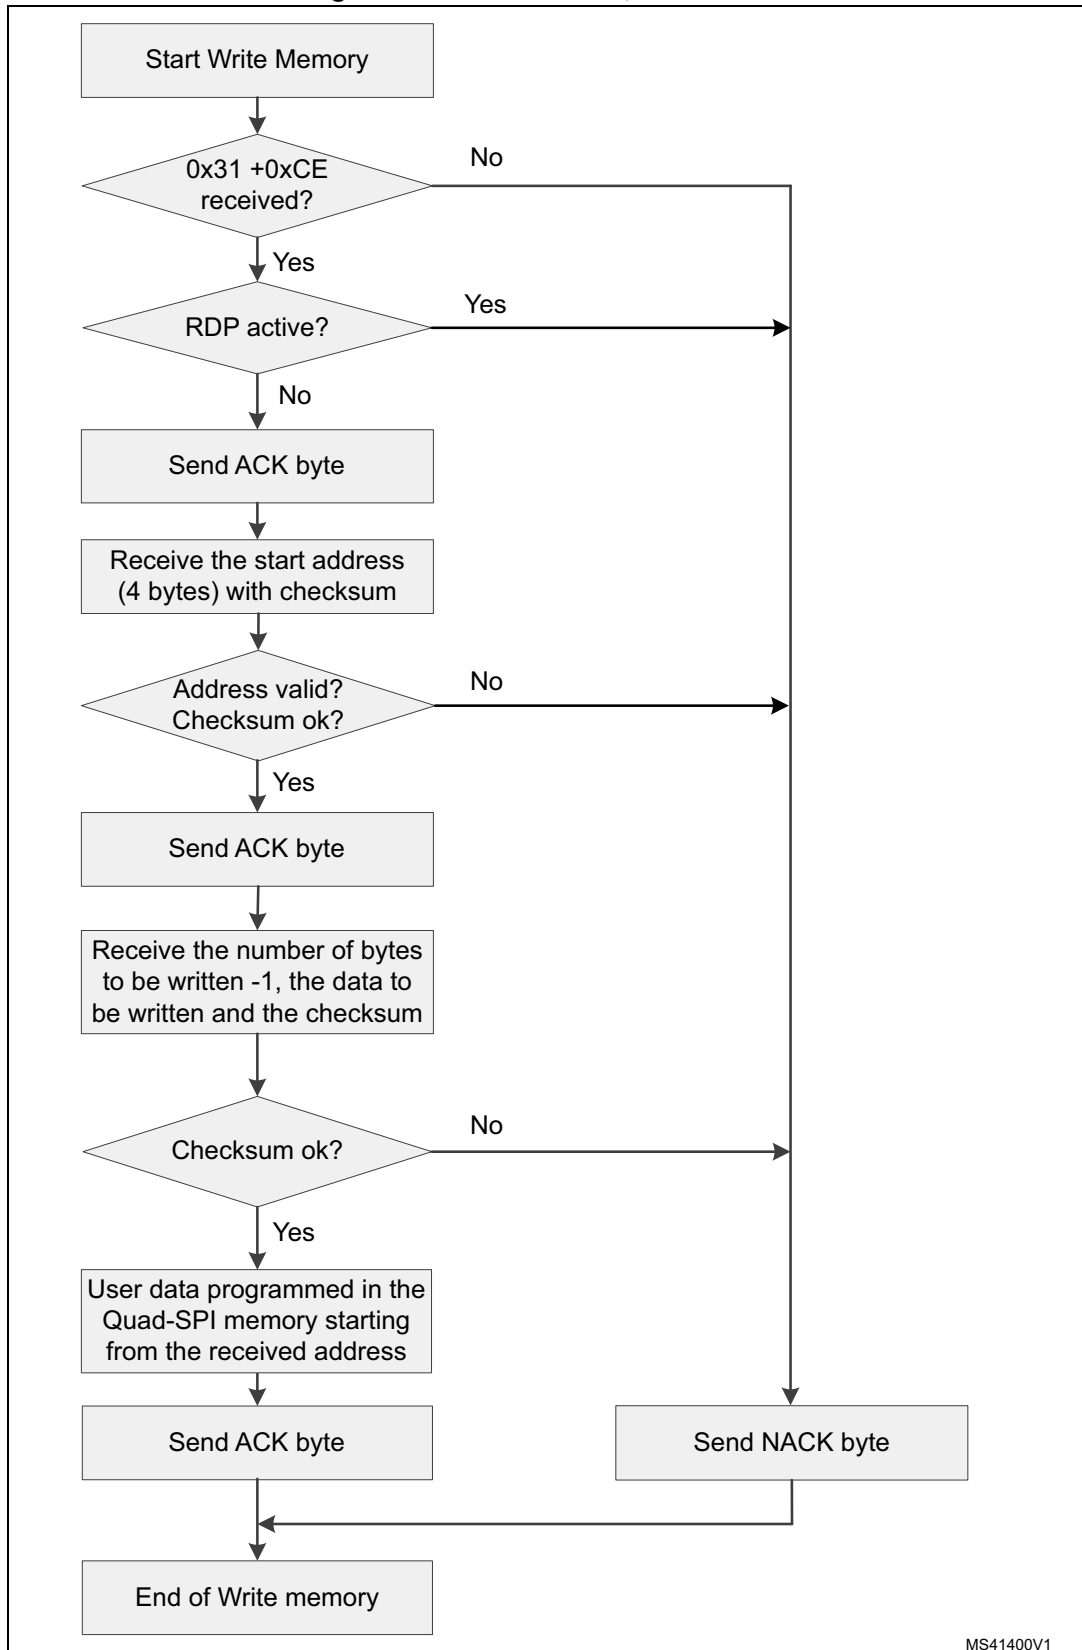 Start Write Memory
0x31 +0xCE
received?
No
Yes
RDP active?
Yes
No
Send ACK byte
Receive the start address
(4 bytes) with checksum
Address valid?
Checksum ok?
No
Yes
Send ACK byte
Receive the number of bytes
to be written -1, the data to
be written and the checksum
Checksum ok?
No
Yes
User data programmed in the
Quad-SPI memory starting
from the received address
Send ACK byte
Send NACK byte
End of Write memory
MS41400V1